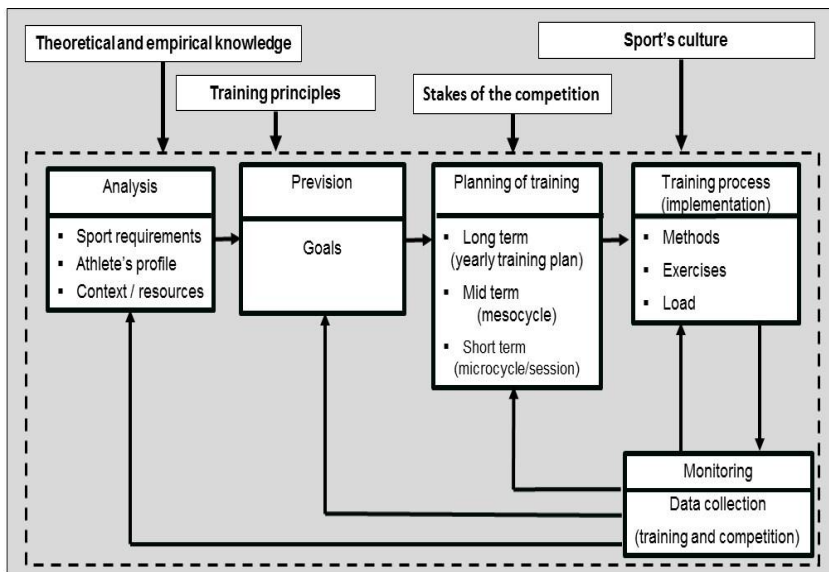 Theoretical and empirical knowledge
Sport's culture
Training principles
Stakes of the competition
Analysis
▪ Sport requirements
▪ Athlete's profile
▪ Context / resources
Prevision
Goals
Planning of training
▪ Long term
(yearly training plan)
▪ Mid term
(mesocycle)
▪ Short term
(microcycle/session)
Training process
(implementation)
▪ Methods
▪ Exercises
▪ Load
Monitoring
Data collection
(training and competition)